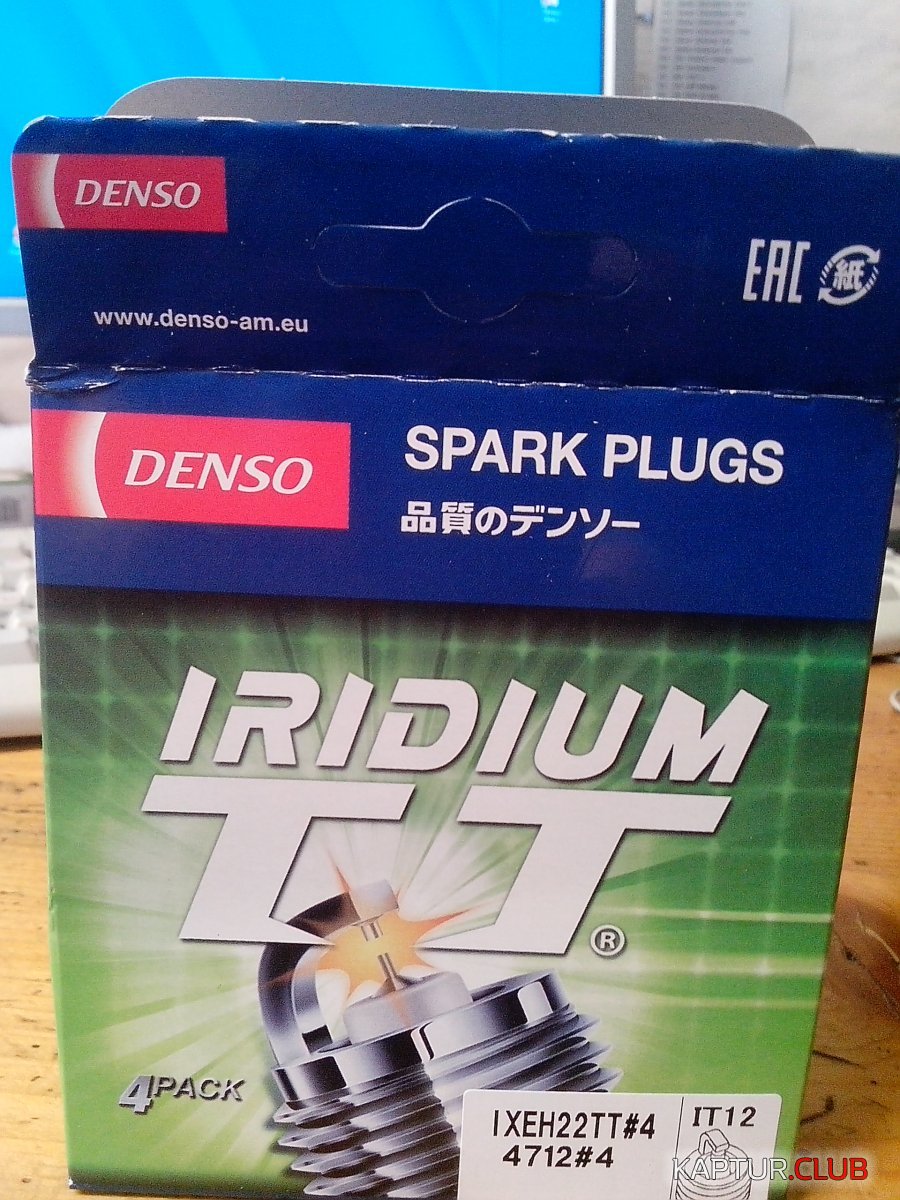 DENSO
EAC 紙
www.denso-am.eu
DENSO
SPARK PLUGS
品質のデンソー
IRIDIUM
TT®
4PACK
IXEH22TT#4
4712#4
IT12
KAPTUR.CLUB